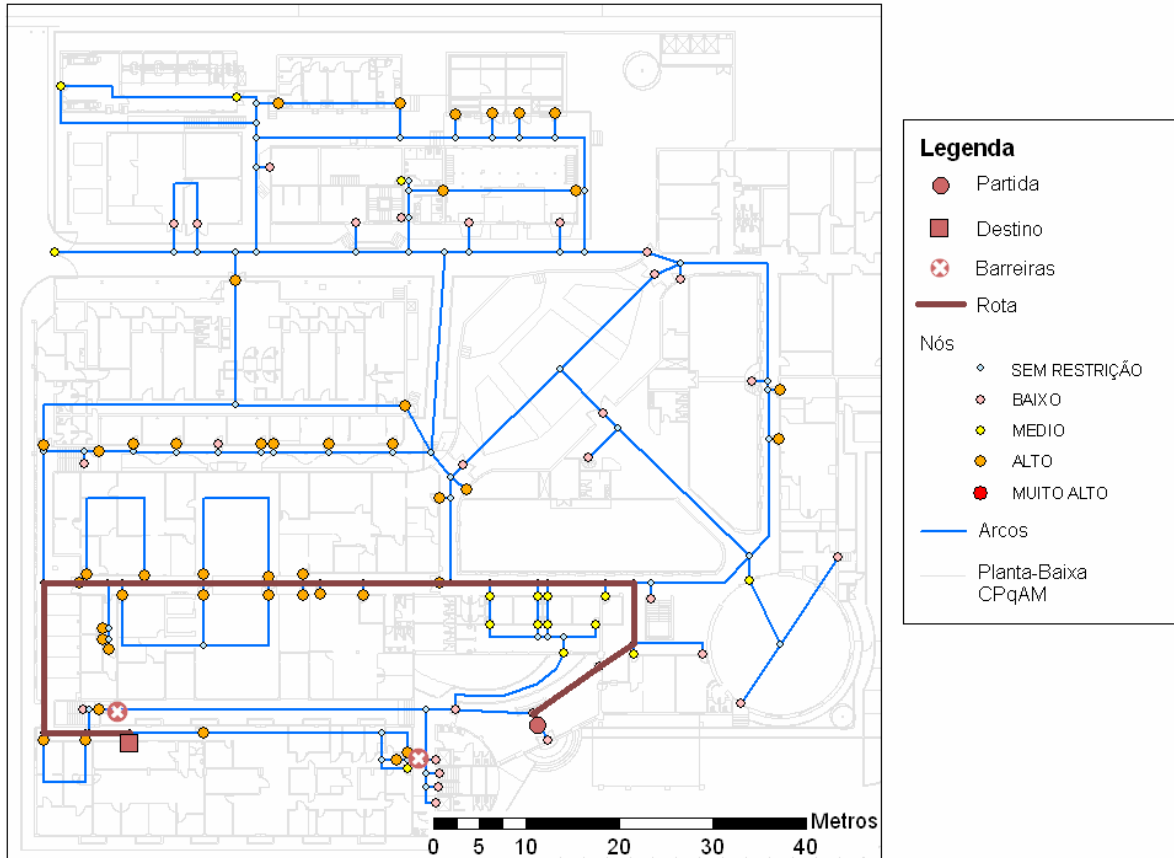 Legenda
Partida
Destino
Barreiras
Rota
Nós
SEM RESTRIÇÃO
BAIXO
MEDIO
ALTO
MUITO ALTO
Arcos
Planta-Baixa
CPqAM
Metros
0 5 10 20 30 40